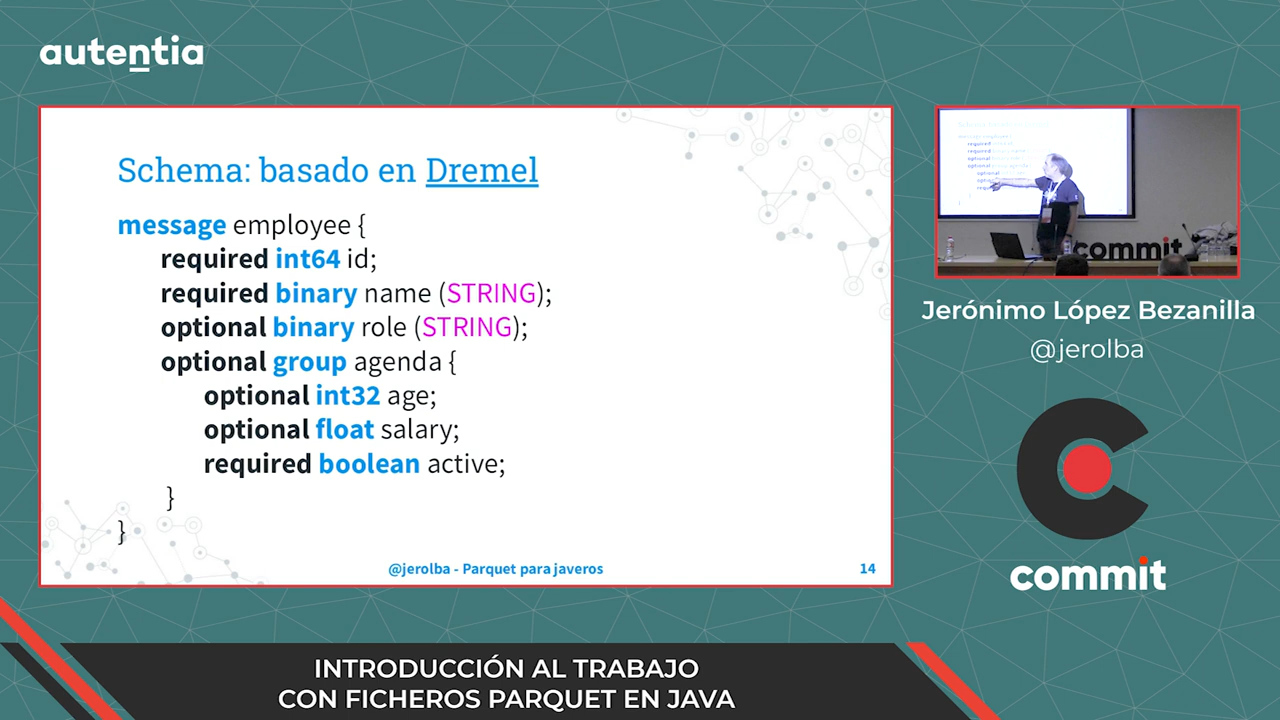 autentia
Schema: basado en Dremel
message employee {
required int64 id;
required binary name (STRING);
optional binary role (STRING);
optional group agenda {
optional int32 age;
optional float salary;
required boolean active;
}
}
@jerolba - Parquet para javeros
14
commit
Jerónimo López Bezanilla
@jerolba
commit
INTRODUCCIÓN AL TRABAJO
CON FICHEROS PARQUET EN JAVA